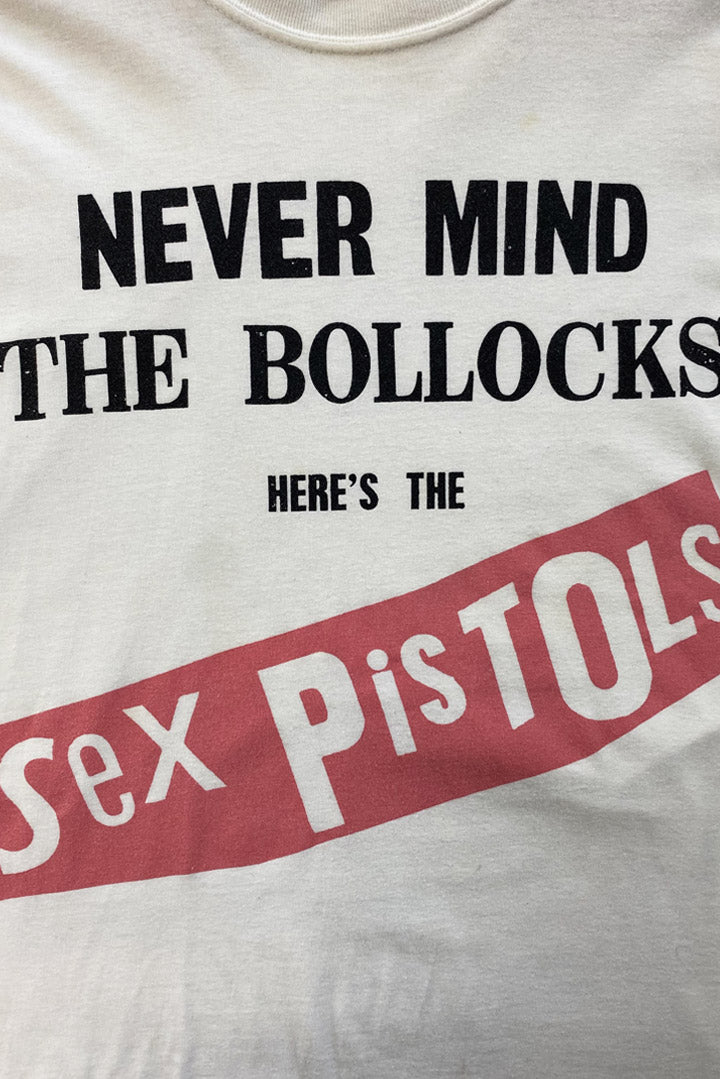 NEVER MIND
THE BOLLOCKS
HERE'S THE
Sex PisTOLs